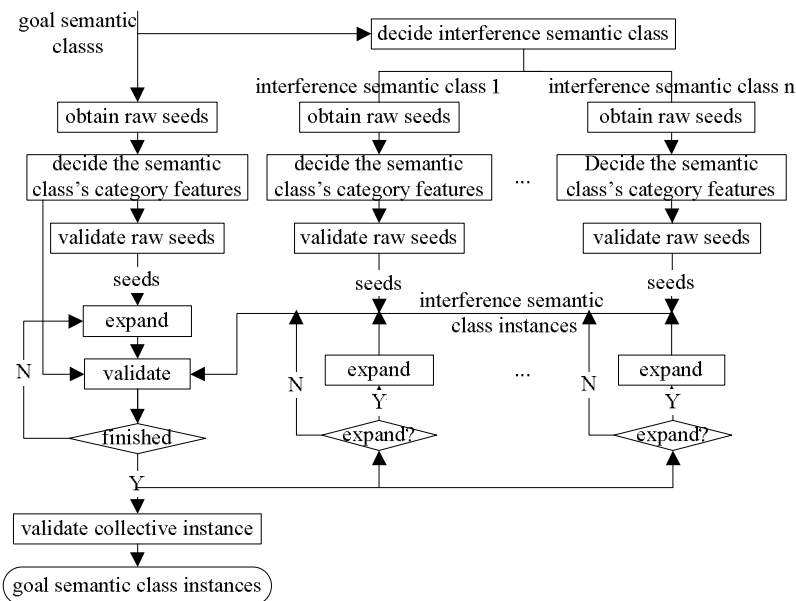 goal semantic
classs
decide interference semantic class
interference semantic class 1
interference semantic class n
obtain raw seeds
obtain raw seeds
obtain raw seeds
decide the semantic
class's category features
decide the semantic
class's category features
...
Decide the semantic
class's category features
validate raw seeds
validate raw seeds
validate raw seeds
seeds
seeds
seeds
interference semantic
class instances
expand
validate
N
expand
N
...
expand
N
Y
Y
finished
expand?
expand?
Y
validate collective instance
goal semantic class instances